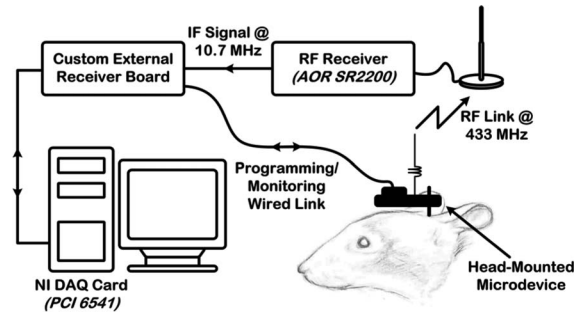 IF Signal @
10.7 MHz
Custom External
Receiver Board
RF Receiver
(AOR SR2200)
RF Link @
433 MHz
Programming/
Monitoring
Wired Link
Head-Mounted
Microdevice
NI DAQ Card
(PCI 6541)